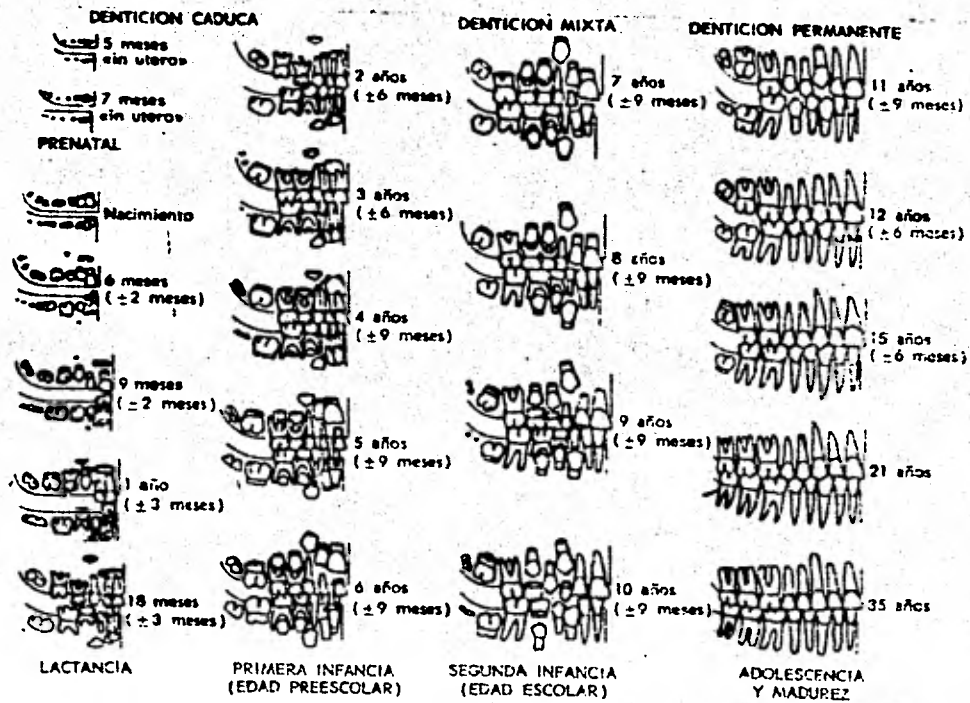 DENTICION CADUCA
5 meses
ein uteros
7 meses
ein uteros
PRENATAL
Nacimiento
6 meses
(±2 meses)
9 meses
(±2 meses)
1 año
(±3 meses)
18 meses
(±3 meses)
LACTANCIA
2 años
(±6 meses)
3 años
(±6 meses)
4 años
(±9 meses)
5 años
(±9 meses)
6 años
(±9 meses)
PRIMERA INFANCIA
(EDAD PREESCOLAR)
DENTICION MIXTA
7 años
(±9 meses)
8 años
(±9 meses)
9 años
(±9 meses)
10 años
(±9 meses)
SEGUNDA INFANCIA
(EDAD ESCOLAR)
DENTICION PERMANENTE
11 años
(±9 meses)
12 años
(±6 meses)
15 años
(±6 meses)
21 años
35 años
ADOLESCENCIA
Y MADUREZ